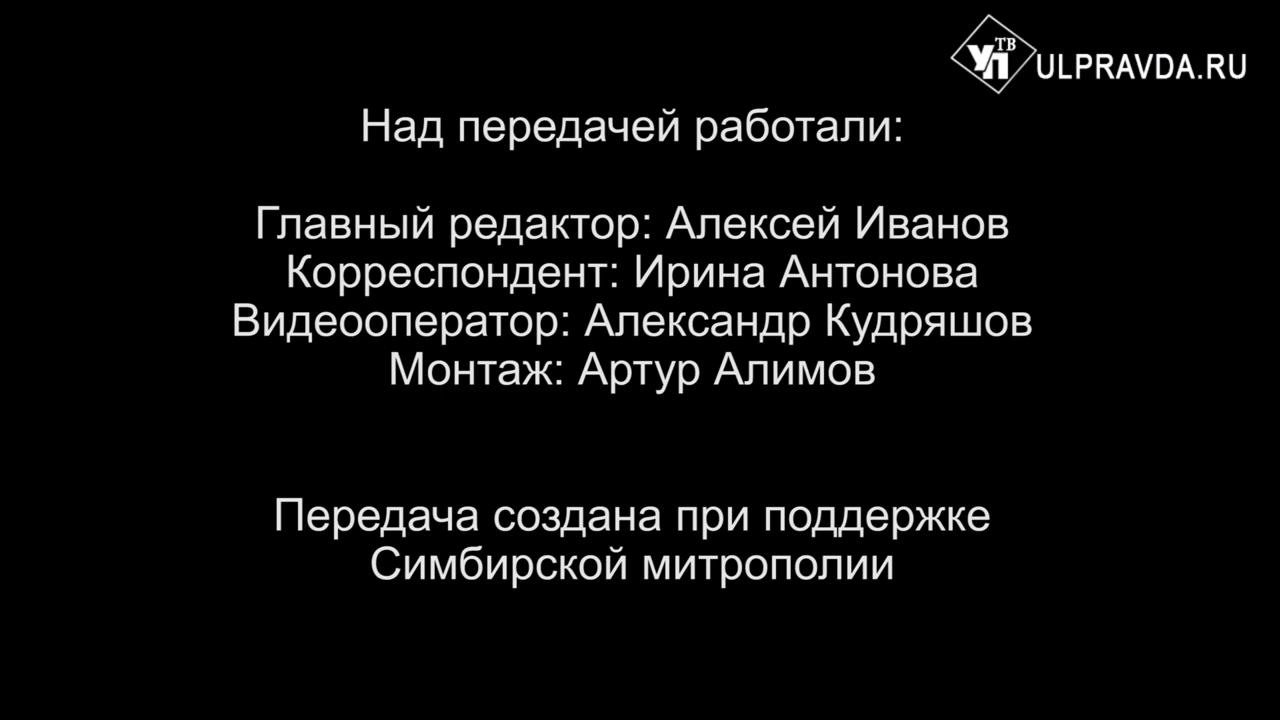 УП ТВ ULPRAVDA.RU
Над передачей работали:
Главный редактор: Алексей Иванов
Корреспондент: Ирина Антонова
Видеооператор: Александр Кудряшов
Монтаж: Артур Алимов
Передача создана при поддержке
Симбирской митрополии